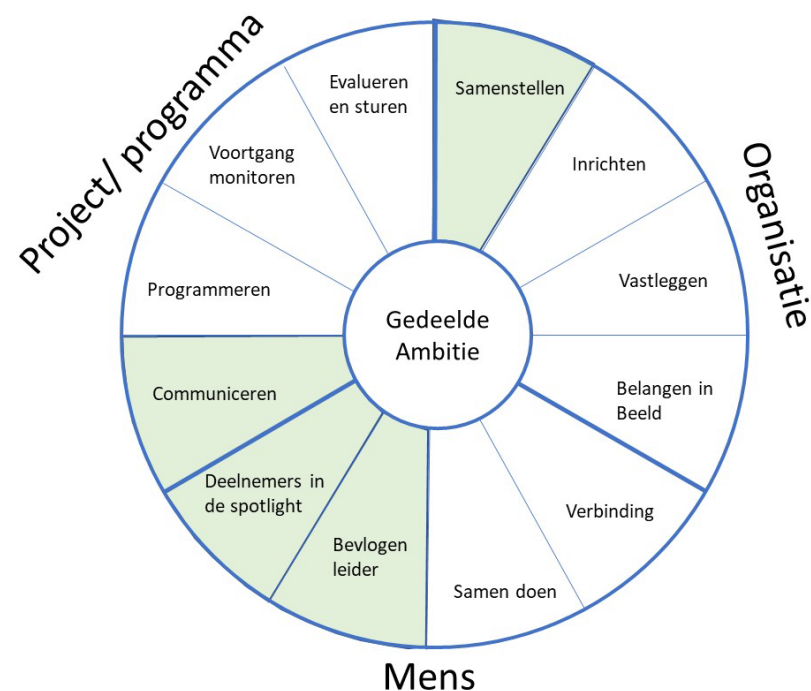 Project/ programma
Organisatie
Mens
Gedeelde
Ambitie
Samenstellen
Inrichten
Vastleggen
Belangen in
Beeld
Verbinding
Samen doen
Bevlogen
leider
Deelnemers in
de spotlight
Communiceren
Programmeren
Voortgang
monitoren
Evalueren
en sturen